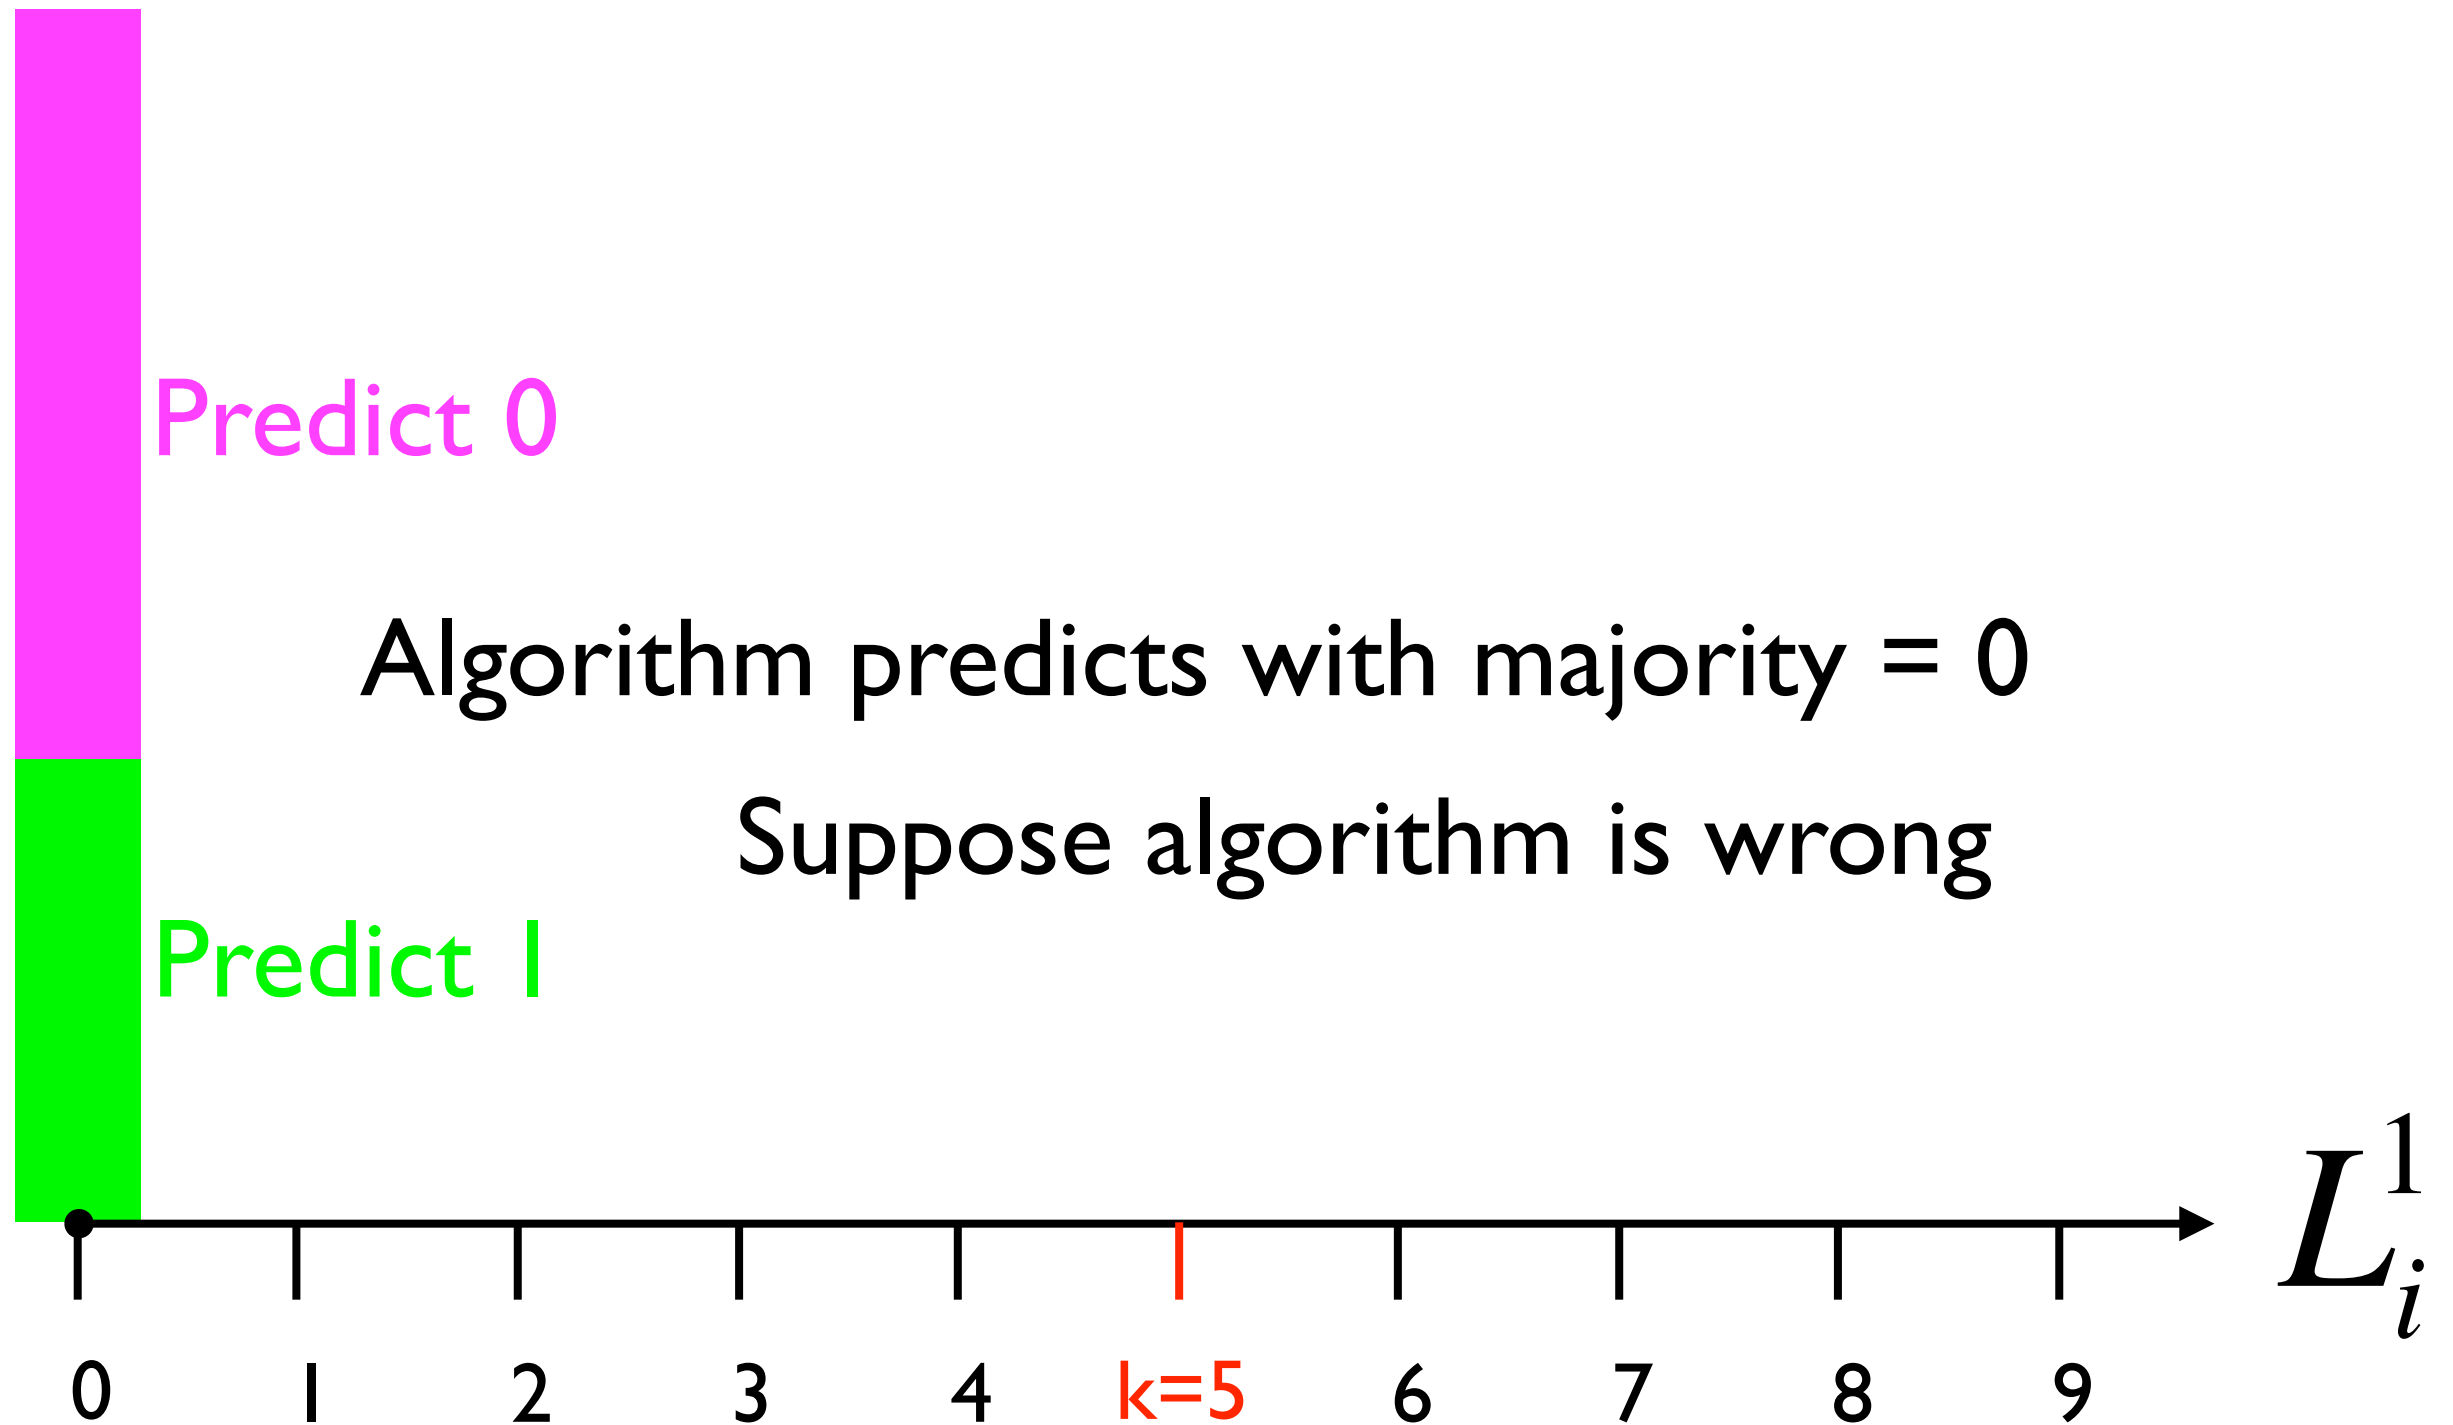 Predict 0
Algorithm predicts with majority = 0
Suppose algorithm is wrong
Predict 1
L_i^1
0 1 2 3 4 k=5 6 7 8 9